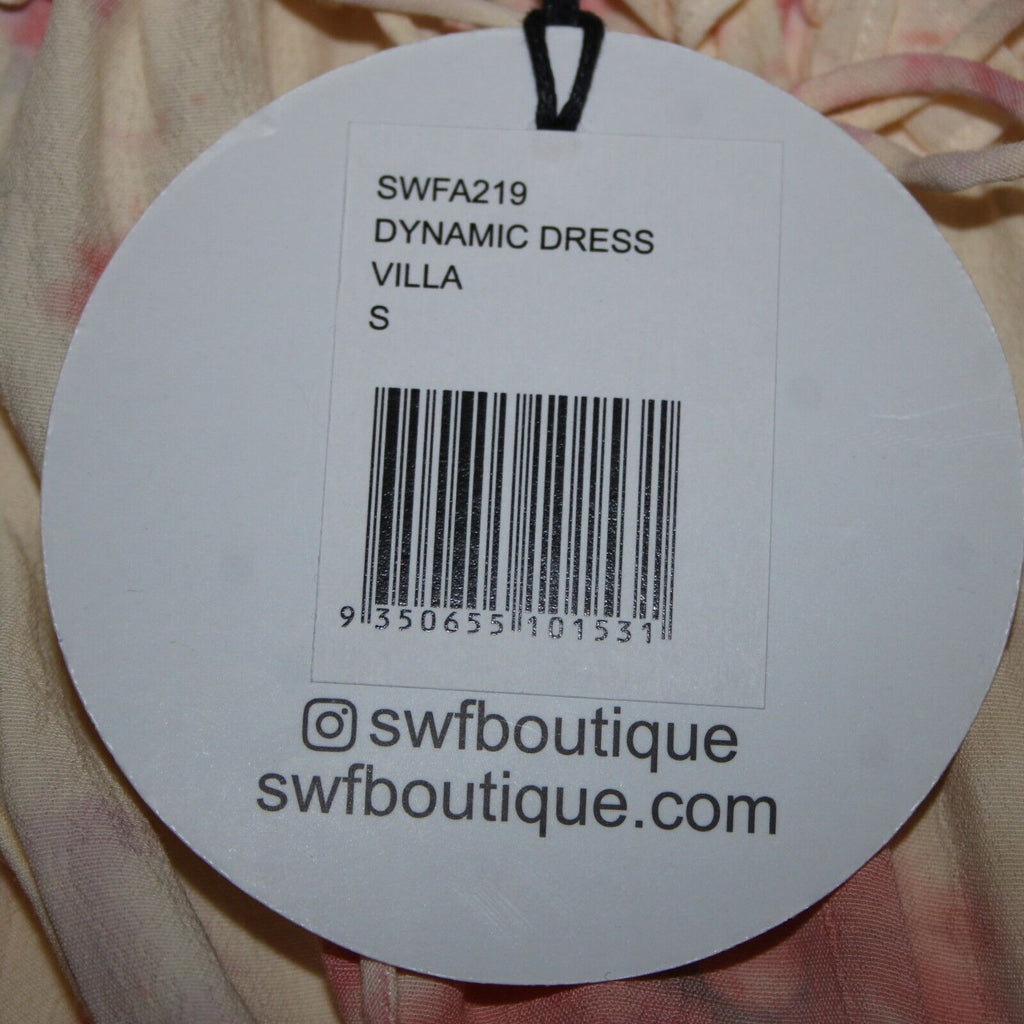 SWFA219
DYNAMIC DRESS
VILLA
S
9 350655 101531
swfboutique
swfboutique.com